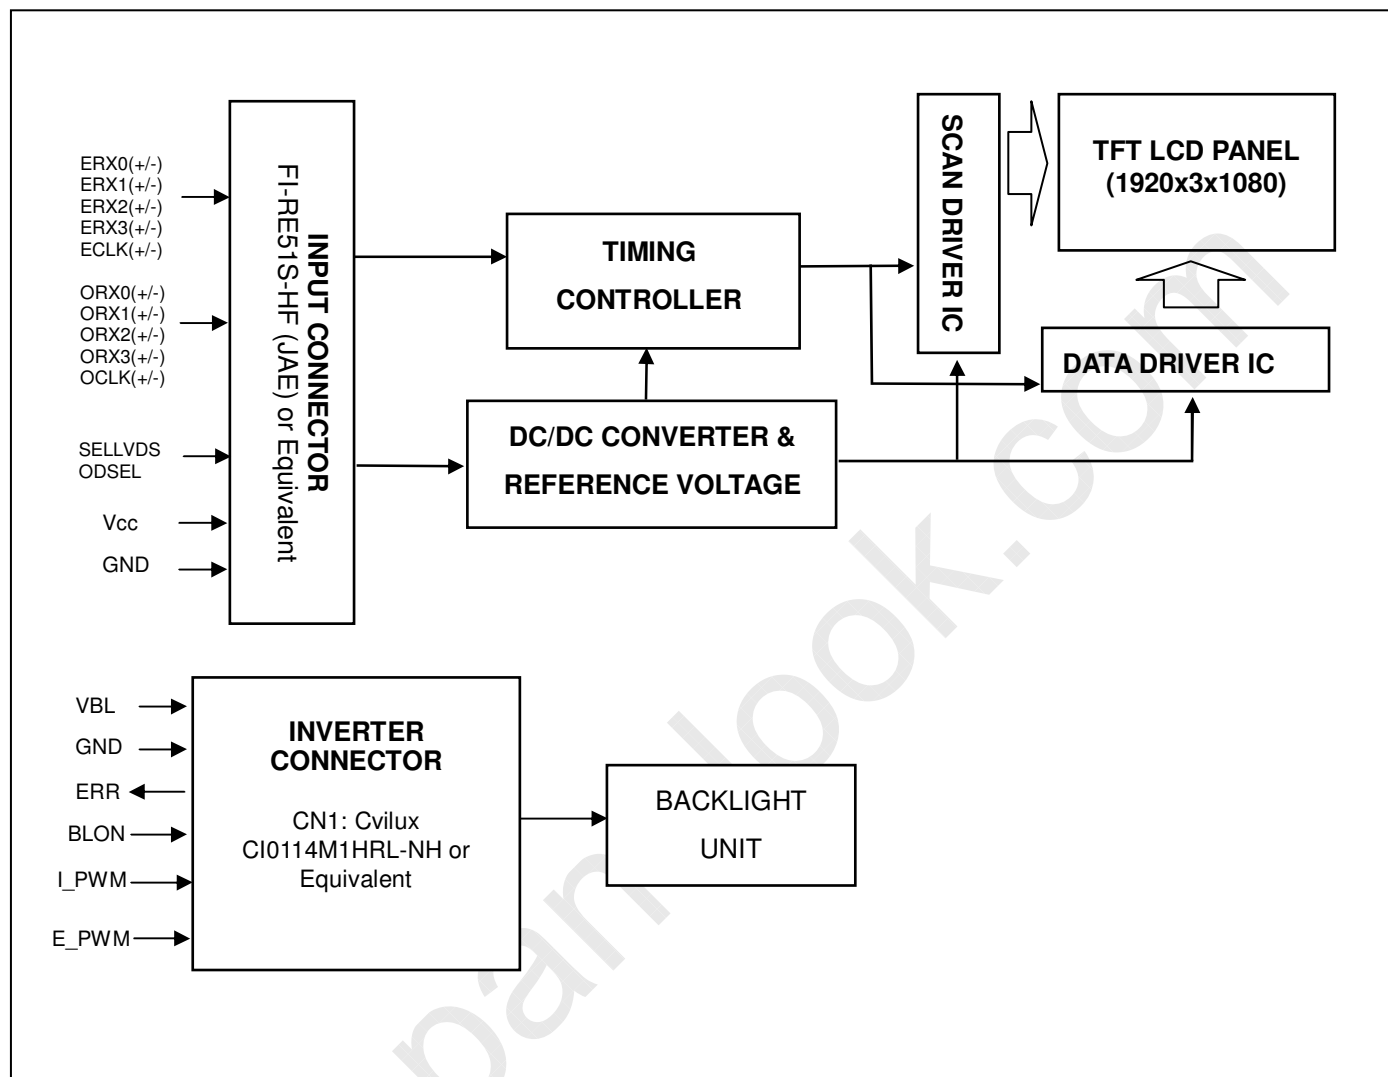 ERX0(+/-)
ERX1(+/-)
ERX2(+/-)
ERX3(+/-)
ECLK(+/-)
ORX0(+/-)
ORX1(+/-)
ORX2(+/-)
ORX3(+/-)
OCLK(+/-)
SELLVDS
ODSEL
Vcc
GND
INPUT CONNECTOR
FI-RE51S-HF (JAE) or Equivalent
TIMING
CONTROLLER
DC/DC CONVERTER &
REFERENCE VOLTAGE
SCAN DRIVER IC
TFT LCD PANEL
(1920x3x1080)
DATA DRIVER IC
VBL
GND
ERR
BLON
I_PWM
E_PWM
INVERTER
CONNECTOR
CN1: Cvilux
CI0114M1HRL-NH or
Equivalent
BACKLIGHT
UNIT
panelook.com